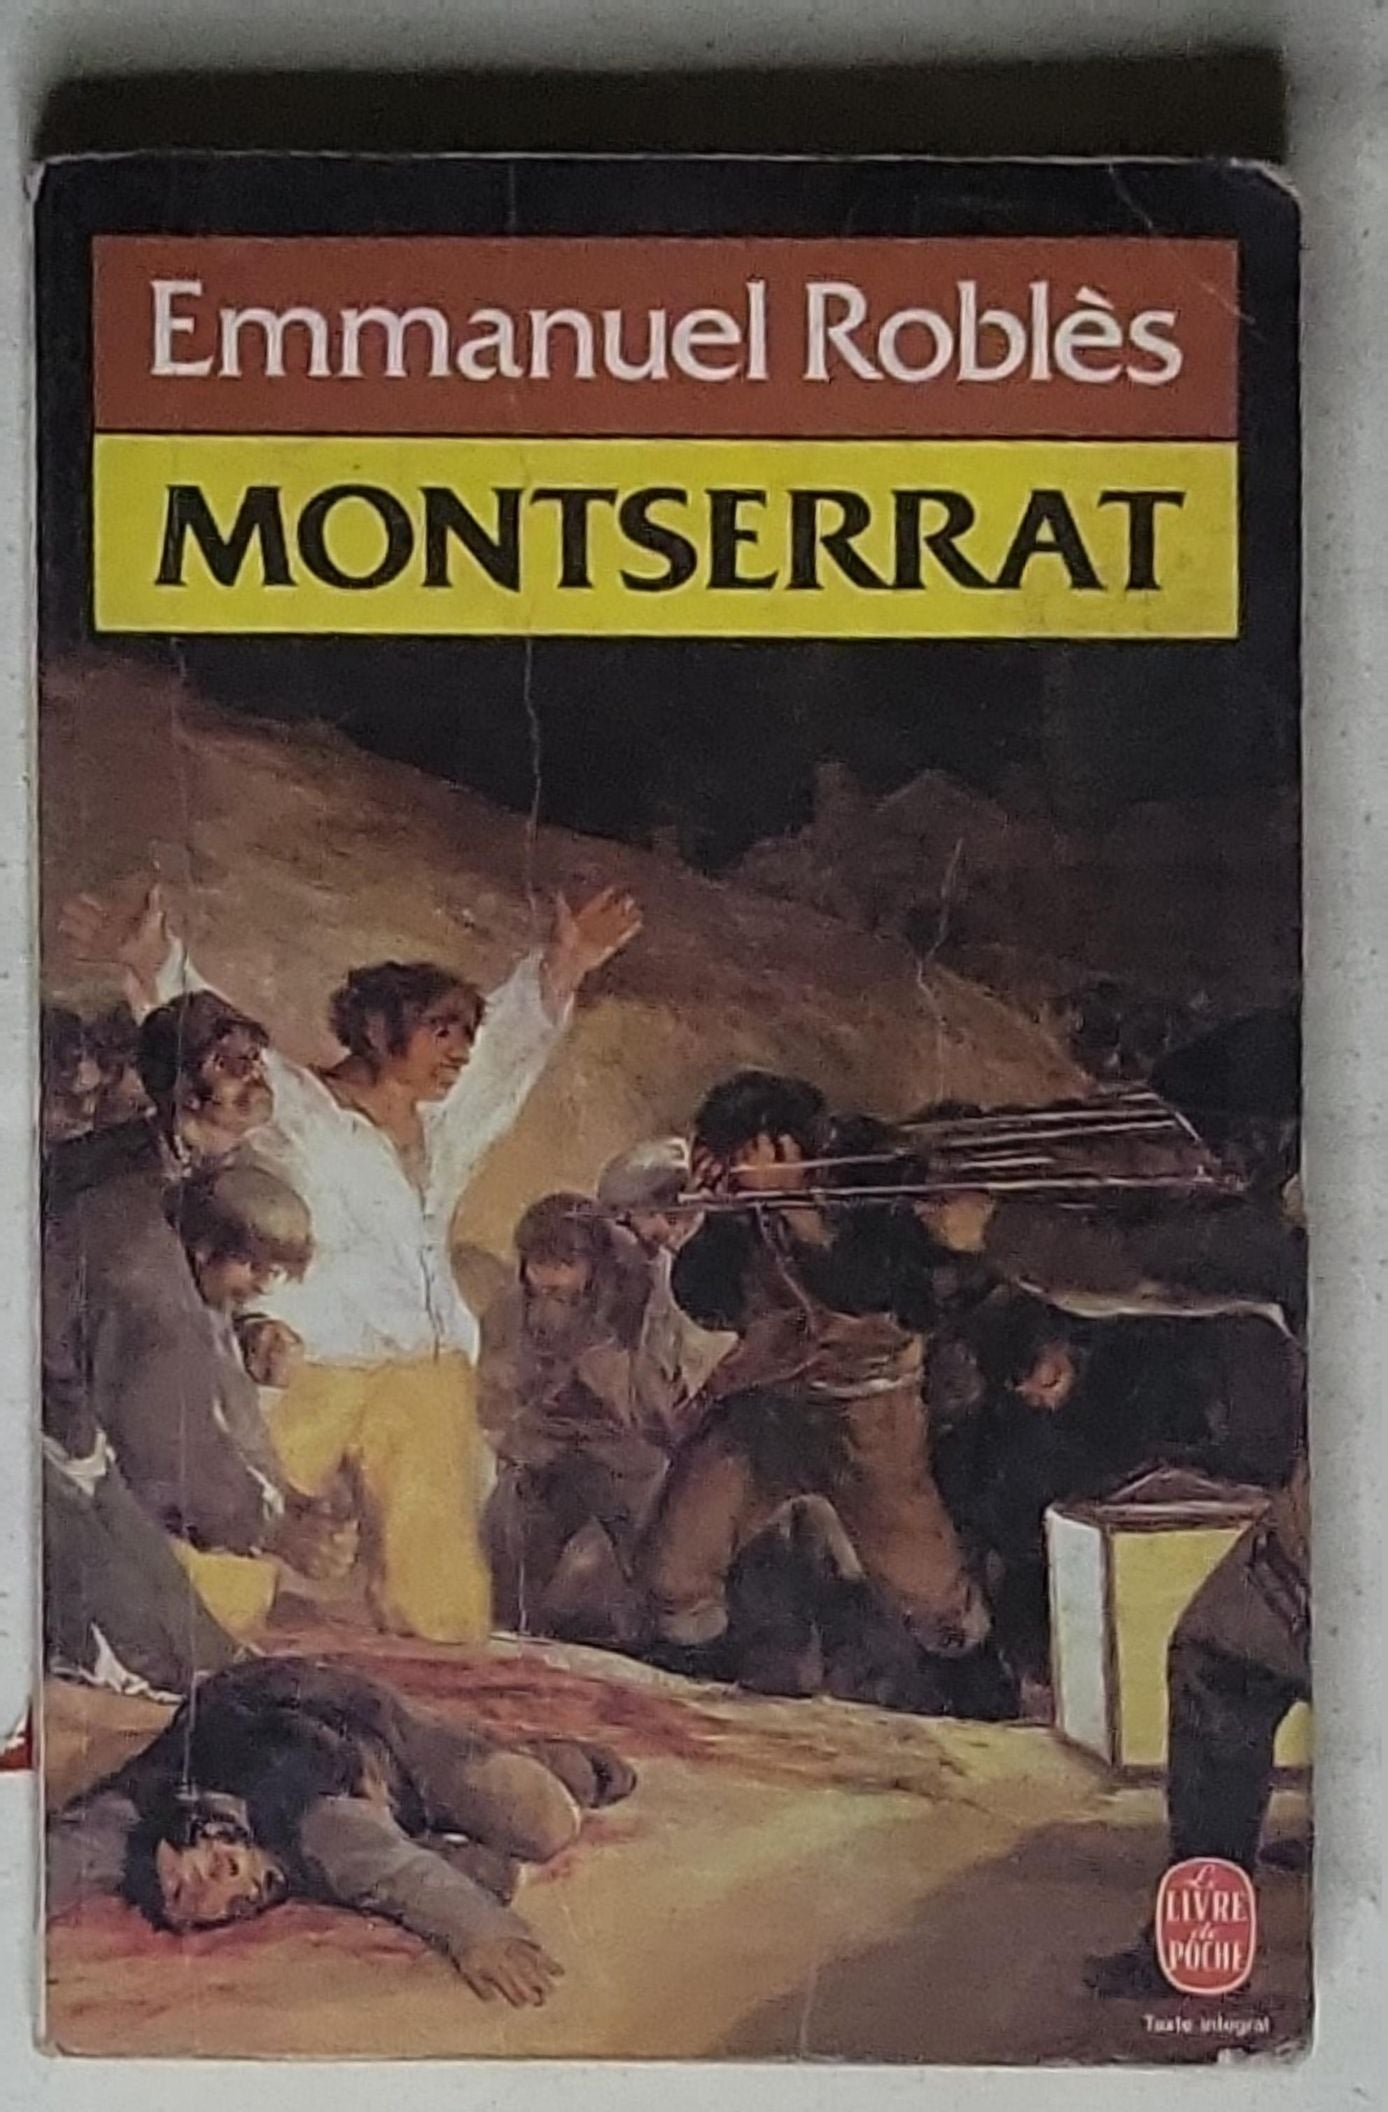 Emmanuel Roblès
MONTSERRAT
Le
LIVRE
de
POCHE
Texte intégral